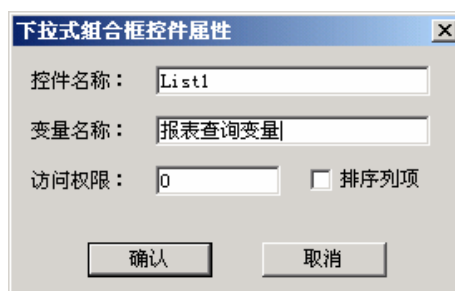 下拉式组合框控件属性
控件名称： List1
变量名称： 报表查询变量
访问权限： 0 排序列项
确认 取消